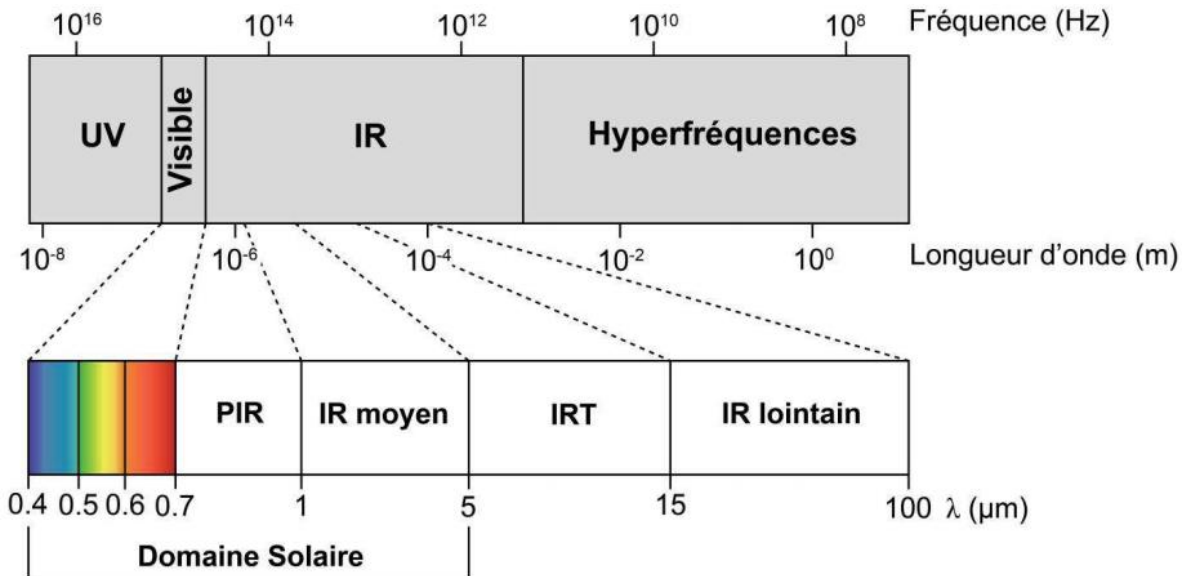 10¹⁶ 10¹⁴ 10¹² 10¹⁰ 10⁸ Fréquence (Hz)
UV Visible IR Hyperfréquences
10⁻⁸ 10⁻⁶ 10⁻⁴ 10⁻² 10⁰ Longueur d'onde (m)
PIR IR moyen IRT IR lointain
0.4 0.5 0.6 0.7 1 5 15 100 λ (µm)
Domaine Solaire